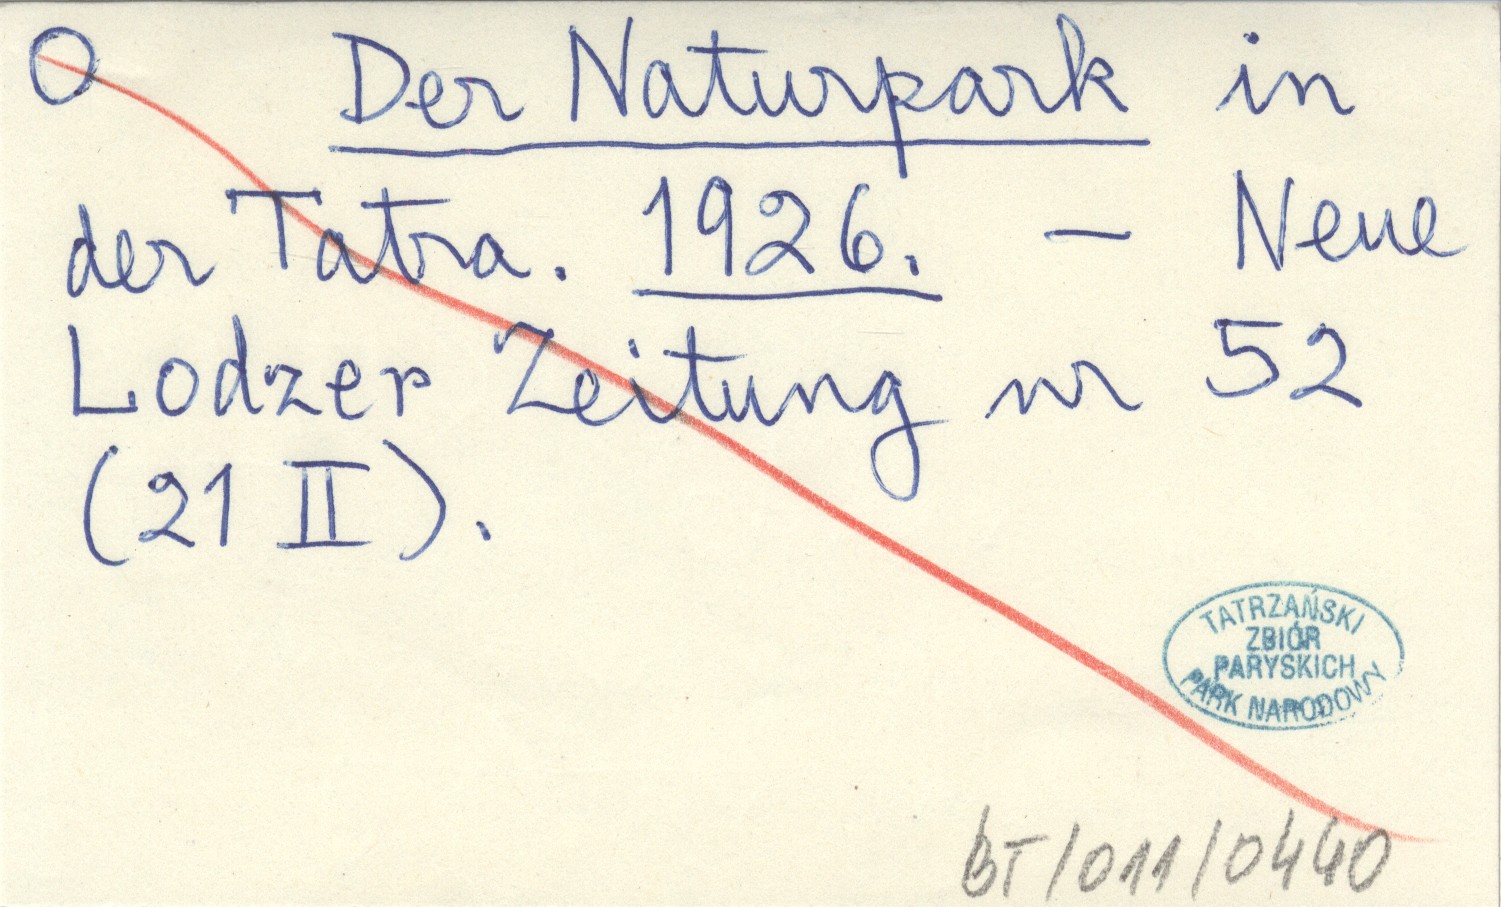 O Der Naturpark in
der Tatra. 1926. – Neue
Lodzer Zeitung nr 52
(21 II).
TATRZAŃSKI
ZBIÓR
PARYSKICH
PARK NARODOWY
BT/011/0440